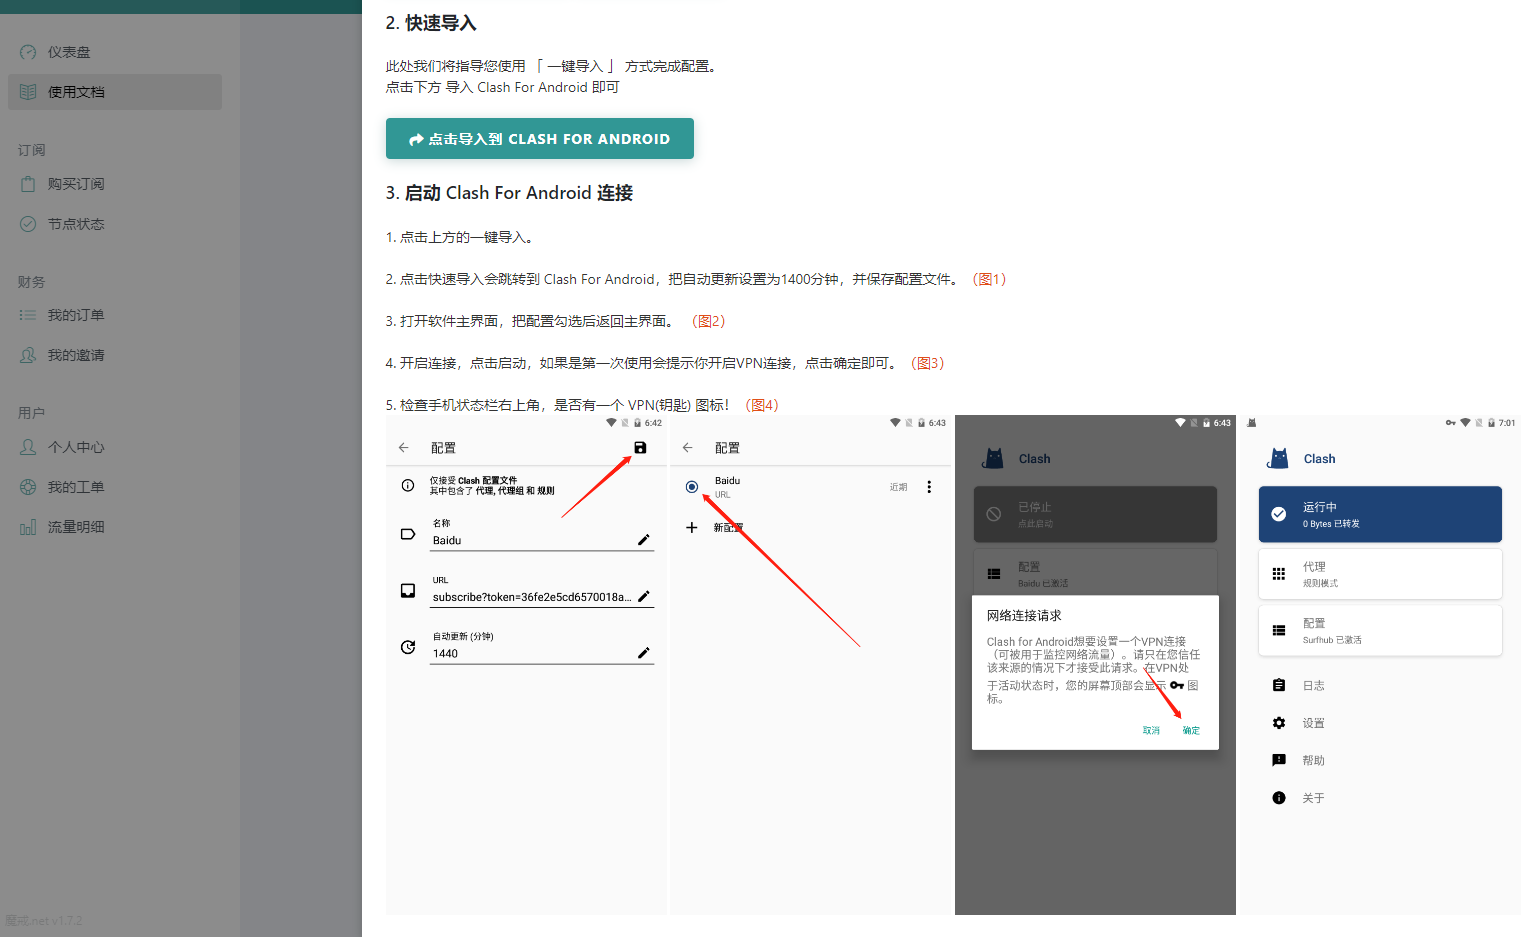 仪表盘
使用文档
订阅
购买订阅
节点状态
财务
我的订单
我的邀请
用户
个人中心
我的工单
流量明细
魔戒.net v1.7.2
2. 快速导入
此处我们将指导您使用 「 一键导入 」 方式完成配置。
点击下方 导入 Clash For Android 即可
点击导入到 CLASH FOR ANDROID
3. 启动 Clash For Android 连接
1. 点击上方的一键导入。
2. 点击快速导入会跳转到 Clash For Android，把自动更新设置为1400分钟，并保存配置文件。（图1）
3. 打开软件主界面，把配置勾选后返回主界面。 （图2）
4. 开启连接，点击启动，如果是第一次使用会提示你开启VPN连接，点击确定即可。（图3）
5. 检查手机状态栏右上角，是否有一个 VPN(钥匙) 图标！（图4）
6:42
配置
仅接受 Clash 配置文件
其中包含了 代理, 代理组 和 规则
名称
Baidu
URL
subscribe?token=36fe2e5cd6570018a...
自动更新 (分钟)
1440
6:43
配置
Baidu
URL
近期
新配置
6:43
Clash
已停止
点此启动
配置
Baidu 已激活
网络连接请求
Clash for Android想要设置一个VPN连接
（可被用于监控网络流量）。请只在您信任
该来源的情况下才接受此请求。在VPN处
于活动状态时，您的屏幕顶部会显示 图
标。
取消 确定
7:01
Clash
运行中
0 Bytes 已转发
代理
规则模式
配置
Surfhub 已激活
日志
设置
帮助
关于